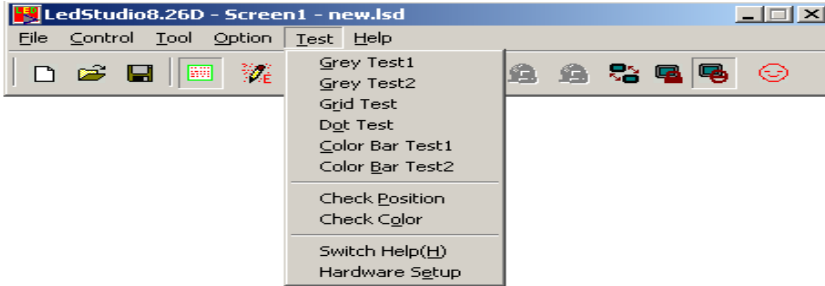 LED LedStudio8.26D - Screen1 - new.lsd
File Control Tool Option Test Help
E
Grey Test1
Grey Test2
Grid Test
Dot Test
Color Bar Test1
Color Bar Test2
Check Position
Check Color
Switch Help(H)
Hardware Setup